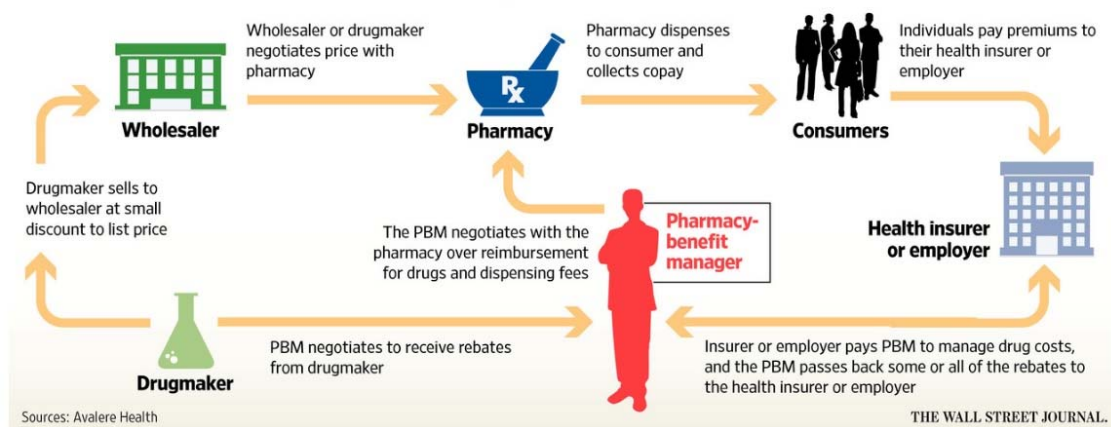 Wholesaler or drugmaker
negotiates price with
pharmacy
Pharmacy dispenses
to consumer and
collects copay
Individuals pay premiums to
their health insurer or
employer
Wholesaler
Rx
Pharmacy
Consumers
Drugmaker sells to
wholesaler at small
discount to list price
The PBM negotiates with the
pharmacy over reimbursement
for drugs and dispensing fees
Pharmacy-
benefit
manager
Health insurer
or employer
Drugmaker
PBM negotiates to receive rebates
from drugmaker
Insurer or employer pays PBM to manage drug costs,
and the PBM passes back some or all of the rebates to
the health insurer or employer
Sources: Avalere Health
THE WALL STREET JOURNAL.